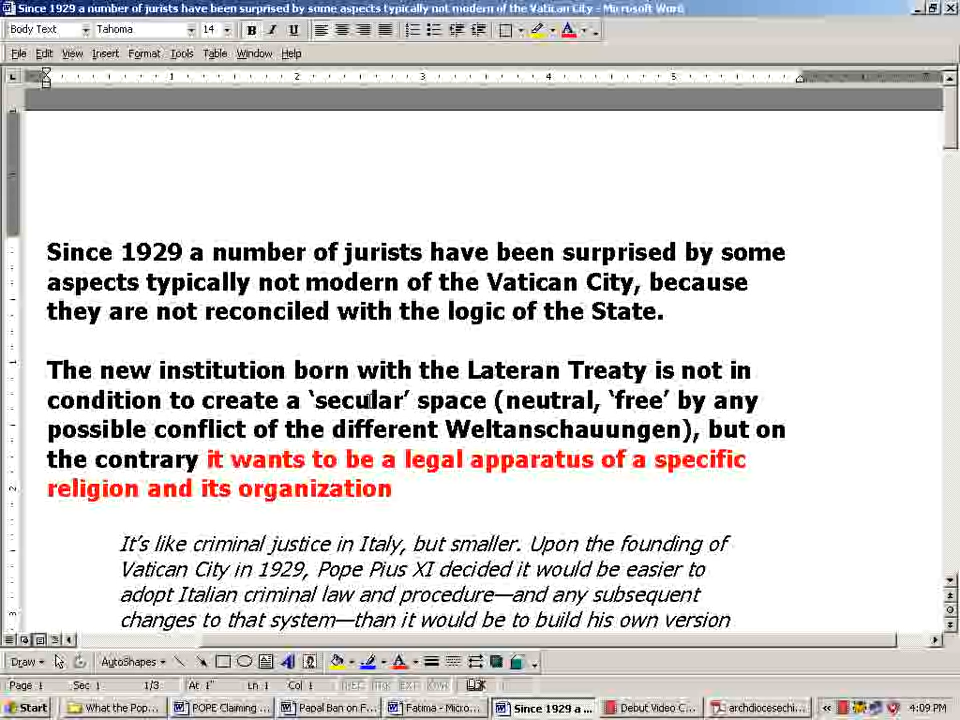 Since 1929 a number of jurists have been surprised by some aspects typically not modern of the Vatican City - Microsoft Word
Body Text Tahoma 14 B I U
File Edit View Insert Format Tools Table Window Help
1 2 3 4 5
Since 1929 a number of jurists have been surprised by some
aspects typically not modern of the Vatican City, because
they are not reconciled with the logic of the State.
The new institution born with the Lateran Treaty is not in
condition to create a ‘secular’ space (neutral, ‘free’ by any
possible conflict of the different Weltanschauungen), but on
the contrary it wants to be a legal apparatus of a specific
religion and its organization
It’s like criminal justice in Italy, but smaller. Upon the founding of
Vatican City in 1929, Pope Pius XI decided it would be easier to
adopt Italian criminal law and procedure—and any subsequent
changes to that system—than it would be to build his own version
Draw AutoShapes
Page 1 Sec 1 1/3 At 1" Ln 1 Col 1 REC TRK EXT OVR
Start What the Pop... POPE Claiming ... Papal Ban on F... Fatima - Micro... Since 1929 a ... Debut Video C... archdiocesechi... « 4:09 PM